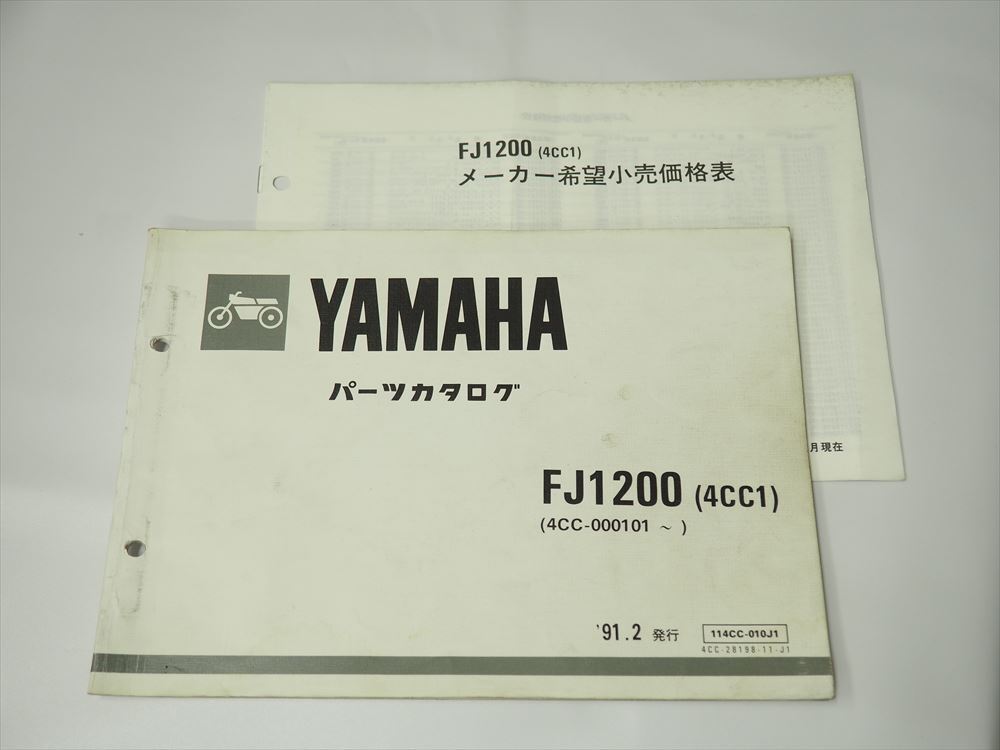 FJ1200 (4CC1)
メーカー希望小売価格表
月現在
YAMAHA
パーツカタログ
FJ1200 (4CC1)
(4CC-000101 ~ )
'91.2 発行
114CC-010J1
4CC-28198-11-J1